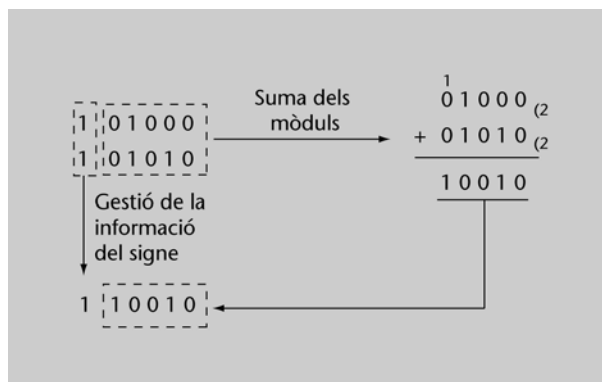 1 01000
1 01010
Suma dels
mòduls
1
01000(2
+ 01010(2
10010
Gestió de la
informació
del signe
1 10010